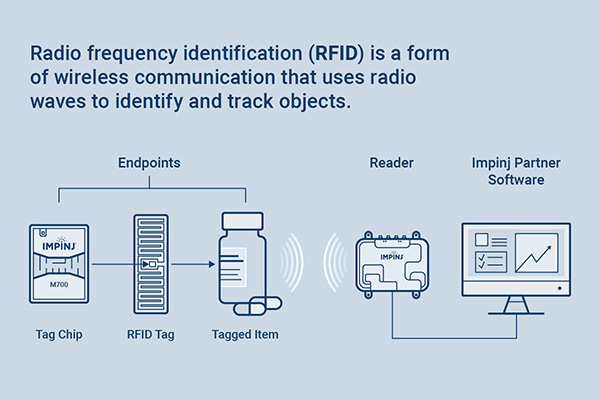 Radio frequency identification (RFID) is a form
of wireless communication that uses radio
waves to identify and track objects.
Endpoints
Reader
Impinj Partner
Software
IMPINJ
M700
IMPINJ
Tag Chip
RFID Tag
Tagged Item